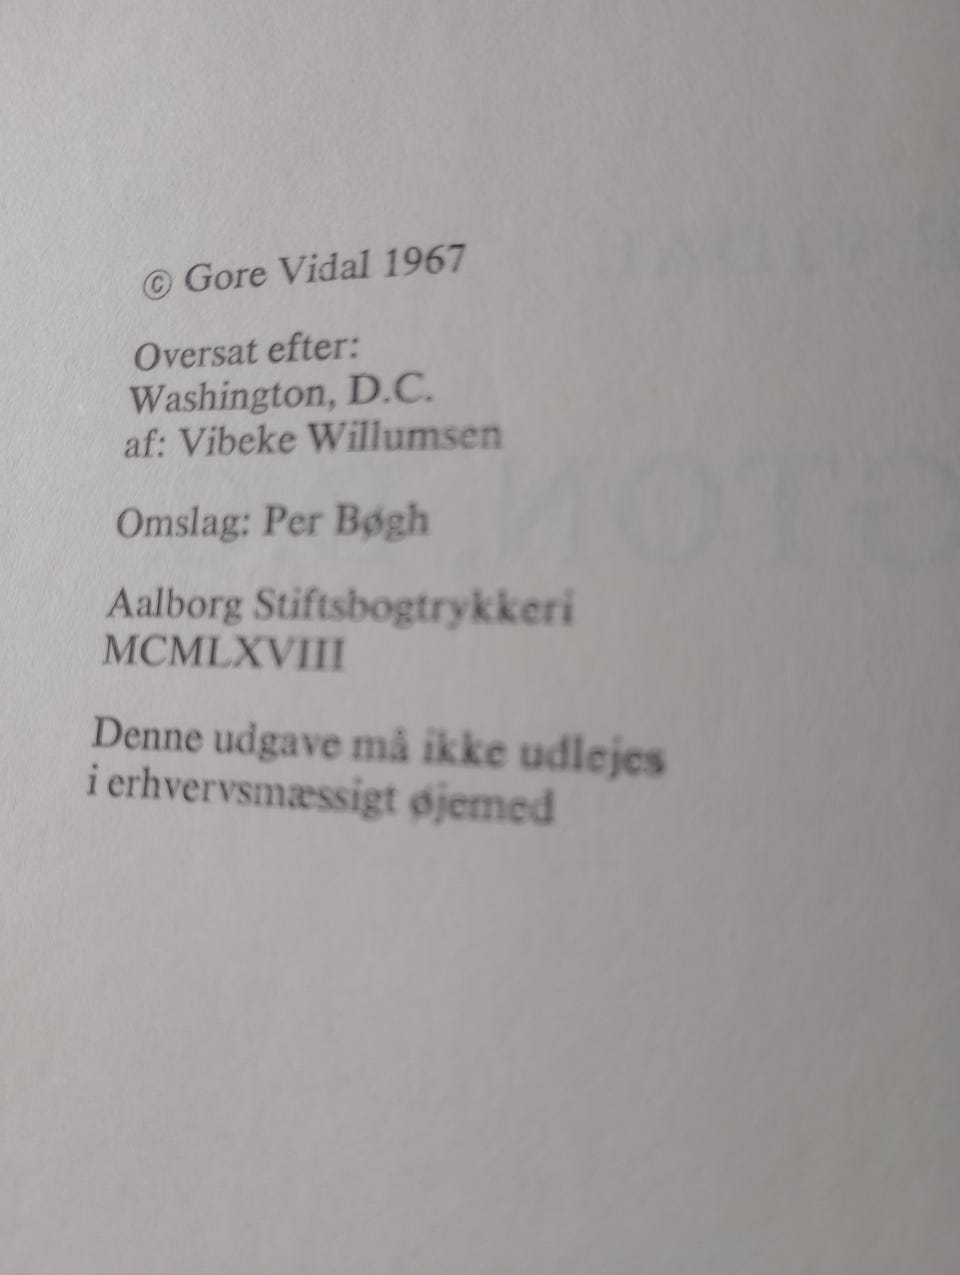 © Gore Vidal 1967
Oversat efter:
Washington, D.C.
af: Vibeke Willumsen
Omslag: Per Bøgh
Aalborg Stiftsbogtrykkeri
MCMLXVIII
Denne udgave må ikke udlejes
i erhvervsmæssigt øjemed